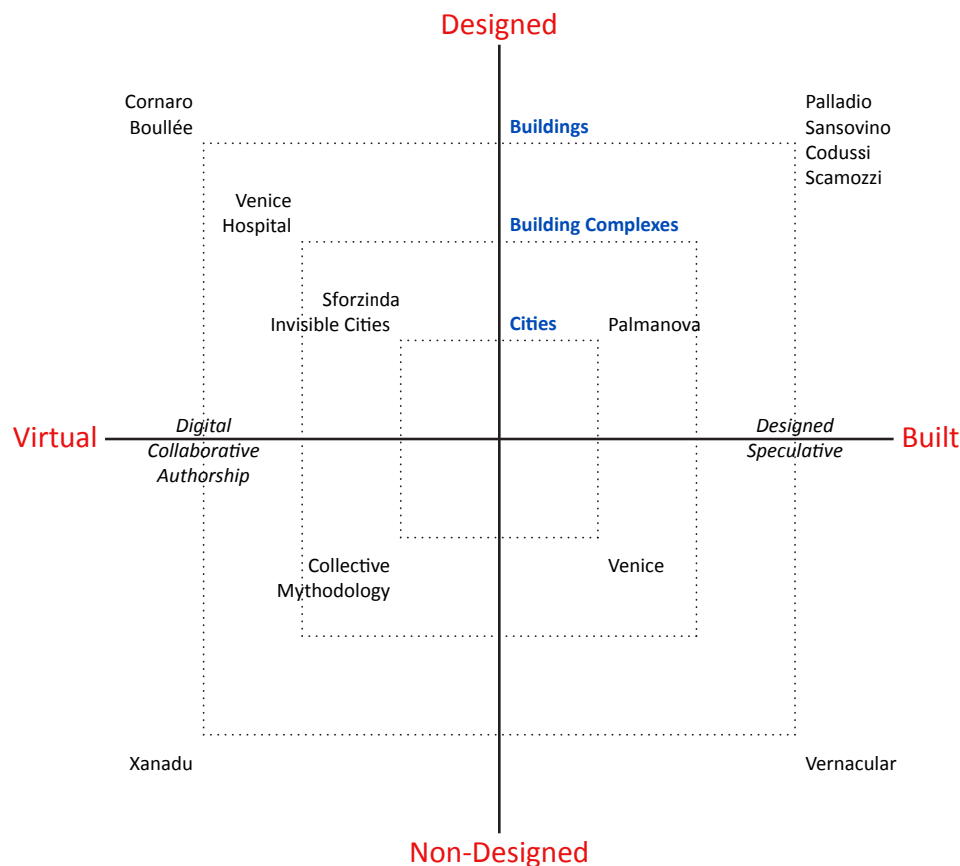 Designed
Cornaro
Boullée
Buildings
Palladio
Sansovino
Codussi
Scamozzi
Venice
Hospital
Building Complexes
Sforzinda
Invisible Cities
Cities
Palmanova
Virtual
Digital
Collaborative
Authorship
Designed
Speculative
Built
Collective
Mythodology
Venice
Xanadu
Vernacular
Non-Designed